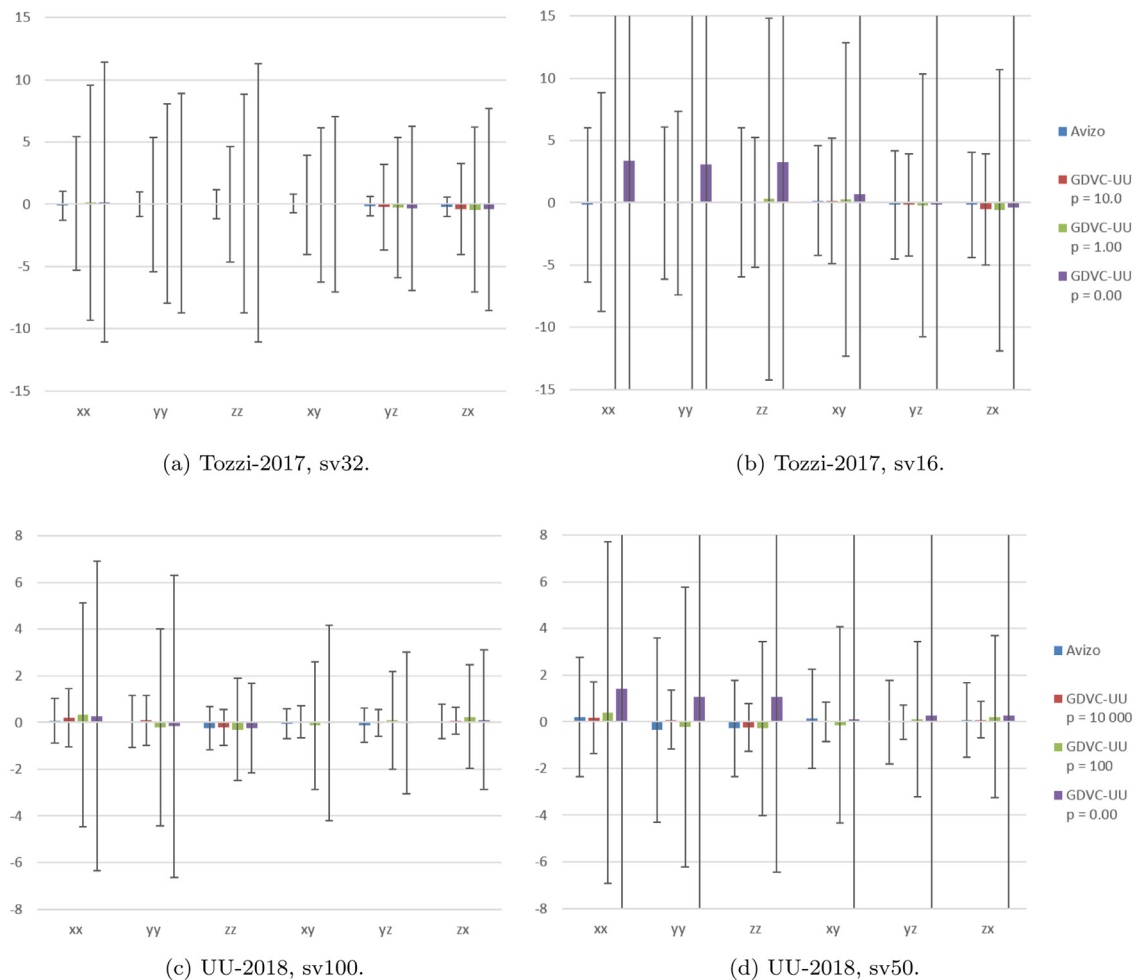 15
10
5
0
-5
-10
-15
xx yy zz xy yz zx
(a) Tozzi-2017, sv32.
15
10
5
0
-5
-10
-15
xx yy zz xy yz zx
(b) Tozzi-2017, sv16.
Avizo
GDVC-UU
p = 10.0
GDVC-UU
p = 1.00
GDVC-UU
p = 0.00
8
6
4
2
0
-2
-4
-6
-8
xx yy zz xy yz zx
(c) UU-2018, sv100.
8
6
4
2
0
-2
-4
-6
-8
xx yy zz xy yz zx
(d) UU-2018, sv50.
Avizo
GDVC-UU
p = 10 000
GDVC-UU
p = 100
GDVC-UU
p = 0.00